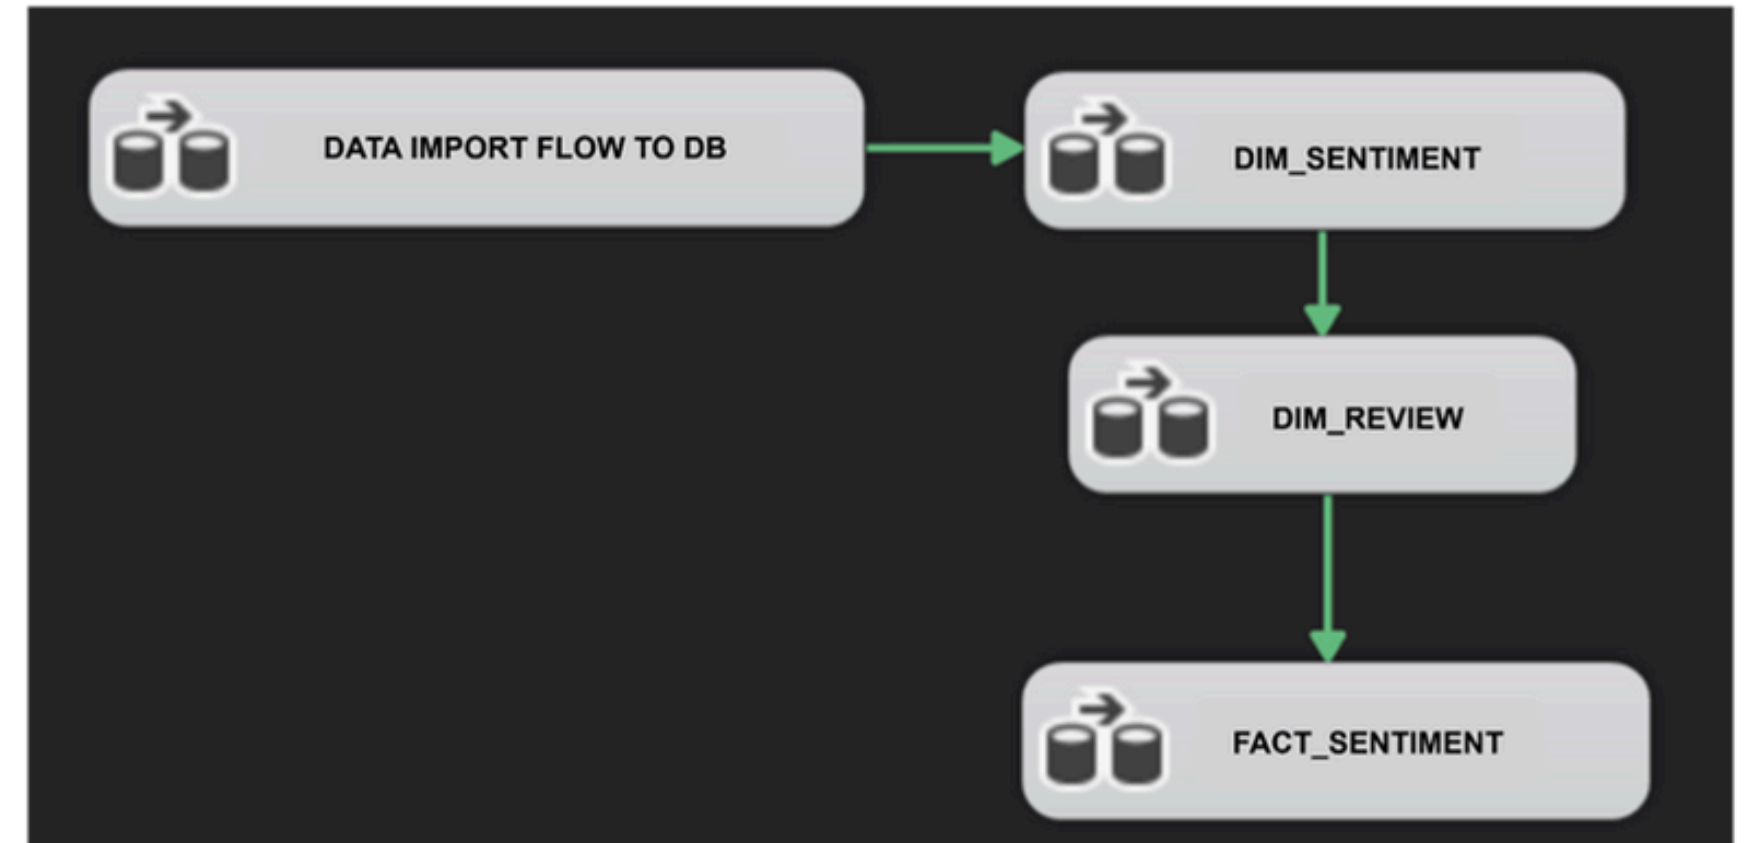 DATA IMPORT FLOW TO DB
DIM_SENTIMENT
DIM_REVIEW
FACT_SENTIMENT